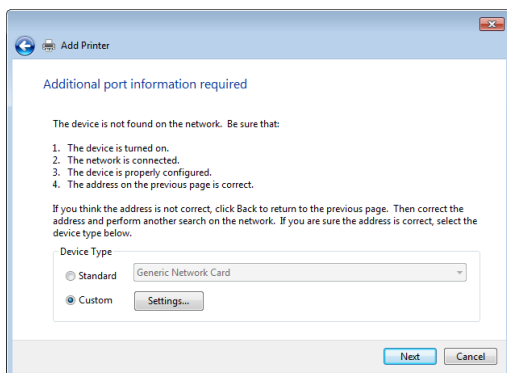 Add Printer
Additional port information required
The device is not found on the network. Be sure that:
1. The device is turned on.
2. The network is connected.
3. The device is properly configured.
4. The address on the previous page is correct.
If you think the address is not correct, click Back to return to the previous page. Then correct the
address and perform another search on the network. If you are sure the address is correct, select the
device type below.
Device Type
Standard Generic Network Card
Custom Settings...
Next Cancel